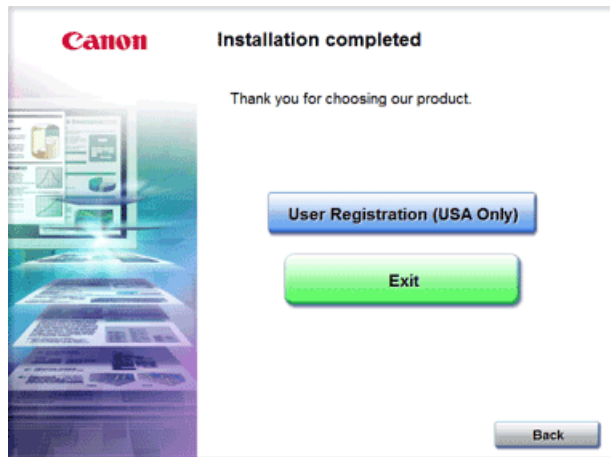 Canon
Installation completed
Thank you for choosing our product.
User Registration (USA Only)
Exit
Back